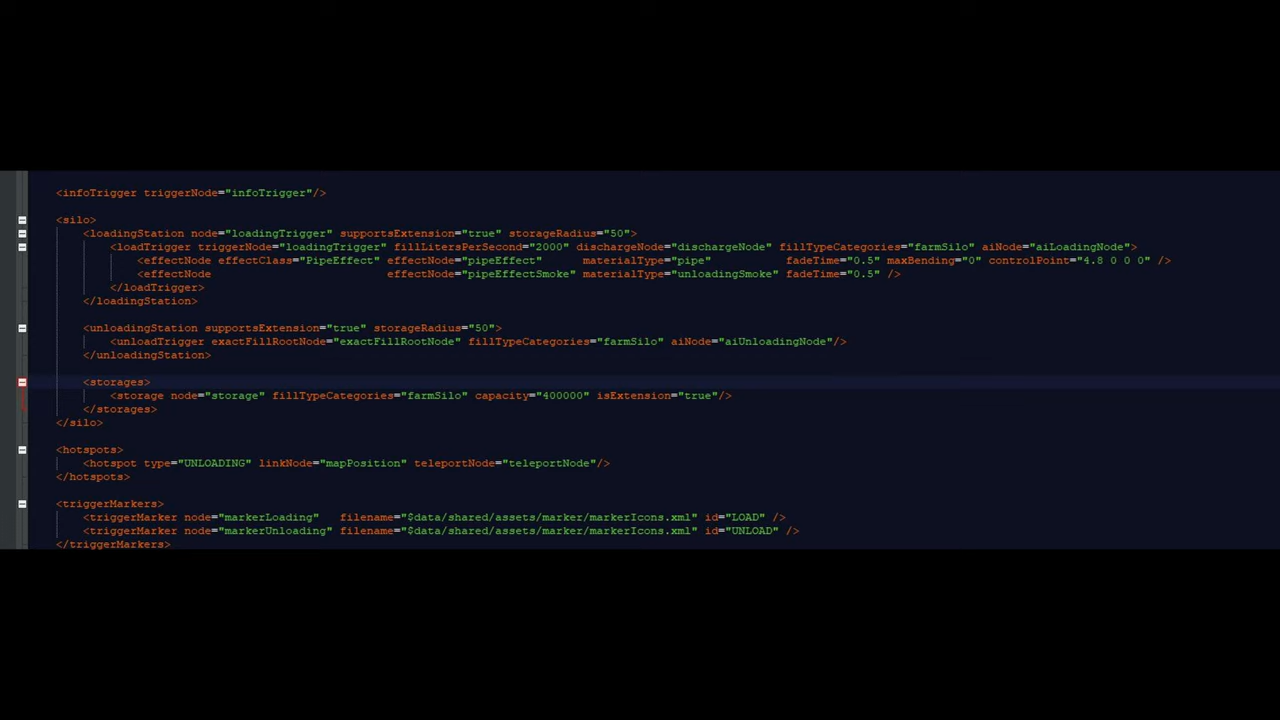 <infoTrigger triggerNode="infoTrigger"/>
<silo>
<loadingStation node="loadingTrigger" supportsExtension="true" storageRadius="50">
<loadTrigger triggerNode="loadingTrigger" fillLitersPerSecond="2000" dischargeNode="dischargeNode" fillTypeCategories="farmSilo" aiNode="aiLoadingNode">
<effectNode effectClass="PipeEffect" effectNode="pipeEffect" materialType="pipe" fadeTime="0.5" maxBending="0" controlPoint="4.8 0 0 0" />
<effectNode effectNode="pipeEffectSmoke" materialType="unloadingSmoke" fadeTime="0.5" />
</loadTrigger>
</loadingStation>
<unloadingStation supportsExtension="true" storageRadius="50">
<unloadTrigger exactFillRootNode="exactFillRootNode" fillTypeCategories="farmSilo" aiNode="aiUnloadingNode"/>
</unloadingStation>
<storages>
<storage node="storage" fillTypeCategories="farmSilo" capacity="400000" isExtension="true"/>
</storages>
</silo>
<hotspots>
<hotspot type="UNLOADING" linkNode="mapPosition" teleportNode="teleportNode"/>
</hotspots>
<triggerMarkers>
<triggerMarker node="markerLoading" filename="$data/shared/assets/marker/markerIcons.xml" id="LOAD" />
<triggerMarker node="markerUnloading" filename="$data/shared/assets/marker/markerIcons.xml" id="UNLOAD" />
</triggerMarkers>